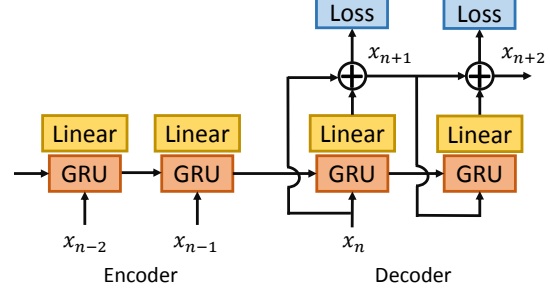 Loss Loss
x_{n+1} x_{n+2}
Linear Linear Linear Linear
GRU GRU GRU GRU
x_{n-2} x_{n-1} x_n
Encoder Decoder